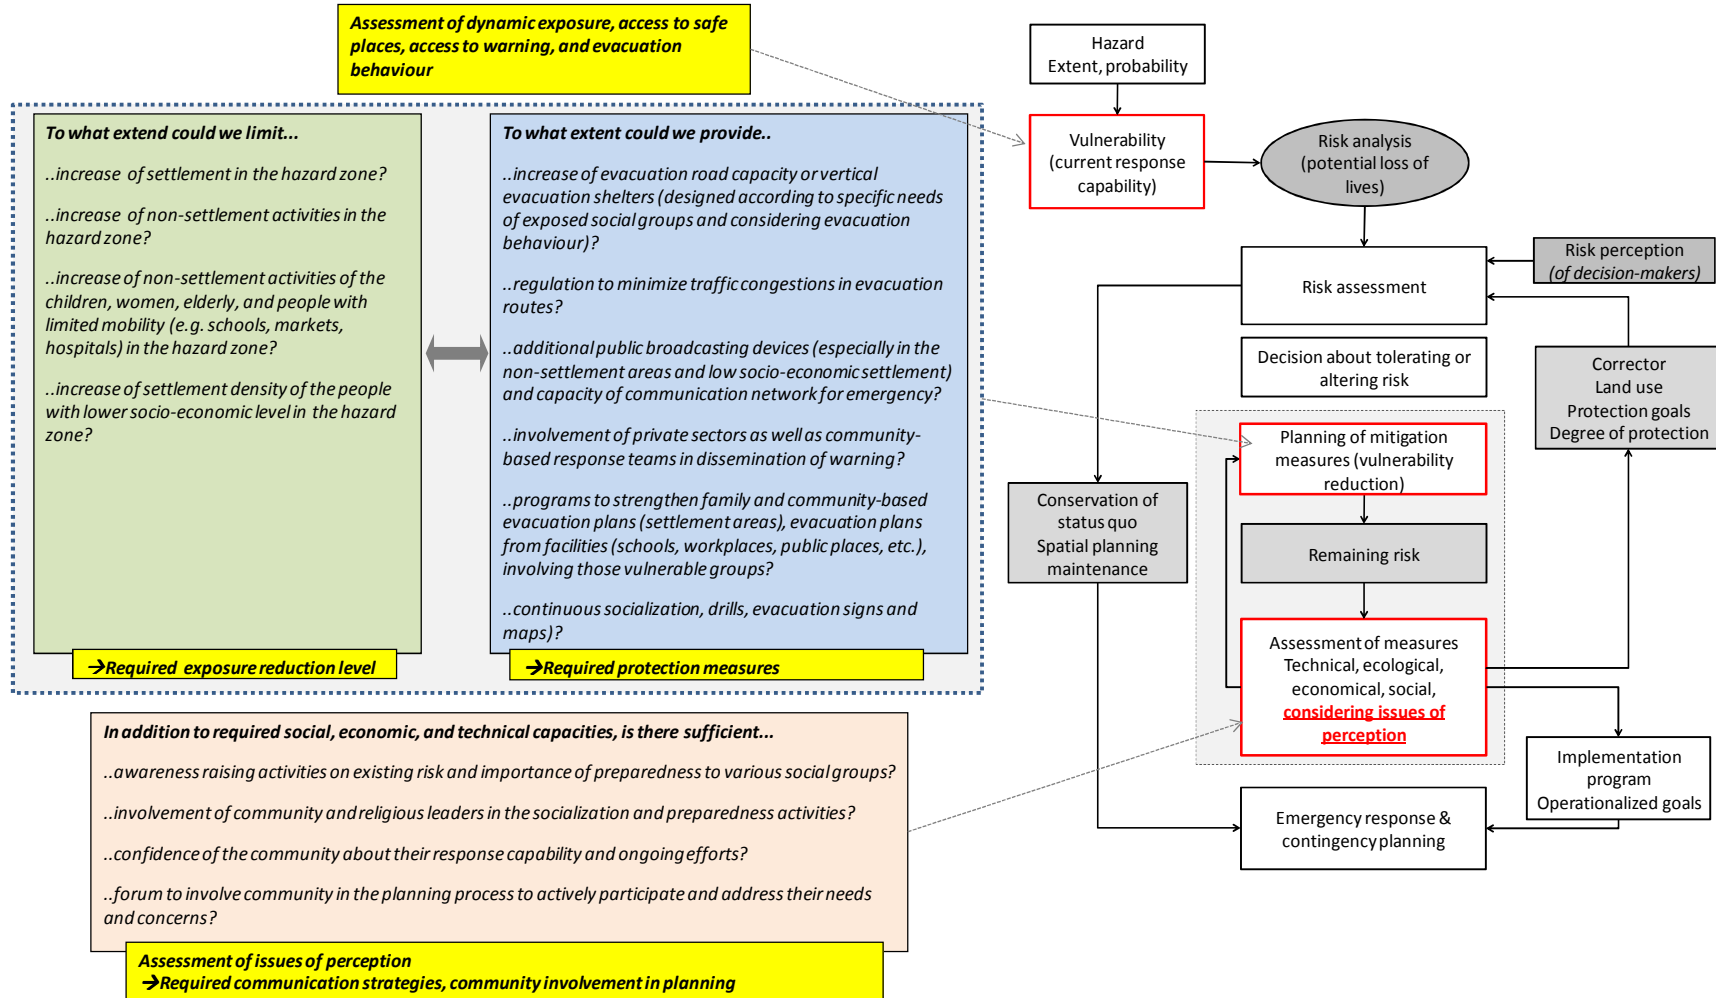 Assessment of dynamic exposure, access to safe
places, access to warning, and evacuation
behaviour
To what extend could we limit...
..increase of settlement in the hazard zone?
..increase of non-settlement activities in the
hazard zone?
..increase of non-settlement activities of the
children, women, elderly, and people with
limited mobility (e.g. schools, markets,
hospitals) in the hazard zone?
..increase of settlement density of the people
with lower socio-economic level in the hazard
zone?
→Required exposure reduction level
To what extent could we provide..
..increase of evacuation road capacity or vertical
evacuation shelters (designed according to specific needs
of exposed social groups and considering evacuation
behaviour)?
..regulation to minimize traffic congestions in evacuation
routes?
..additional public broadcasting devices (especially in the
non-settlement areas and low socio-economic settlement)
and capacity of communication network for emergency?
..involvement of private sectors as well as community-
based response teams in dissemination of warning?
..programs to strengthen family and community-based
evacuation plans (settlement areas), evacuation plans
from facilities (schools, workplaces, public places, etc.),
involving those vulnerable groups?
..continuous socialization, drills, evacuation signs and
maps)?
→Required protection measures
In addition to required social, economic, and technical capacities, is there sufficient...
..awareness raising activities on existing risk and importance of preparedness to various social groups?
..involvement of community and religious leaders in the socialization and preparedness activities?
..confidence of the community about their response capability and ongoing efforts?
..forum to involve community in the planning process to actively participate and address their needs
and concerns?
Assessment of issues of perception
→Required communication strategies, community involvement in planning
Hazard
Extent, probability
Vulnerability
(current response
capability)
Risk analysis
(potential loss of
lives)
Risk perception
(of decision-makers)
Risk assessment
Decision about tolerating or
altering risk
Corrector
Land use
Protection goals
Degree of protection
Planning of mitigation
measures (vulnerability
reduction)
Conservation of
status quo
Spatial planning
maintenance
Remaining risk
Assessment of measures
Technical, ecological,
economical, social,
considering issues of
perception
Implementation
program
Operationalized goals
Emergency response &
contingency planning